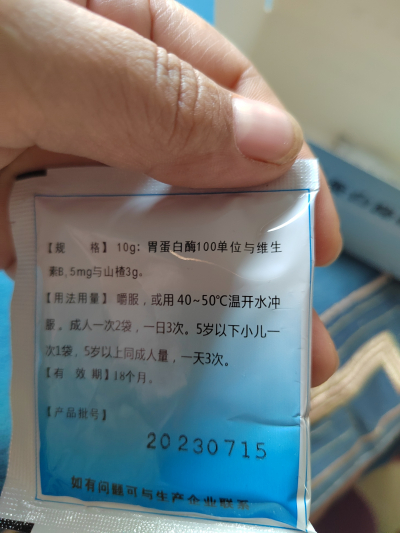 【规 格】 10g：胃蛋白酶100单位与维生
素B₁5mg与山楂3g。
【用法用量】 嚼服，或用 40~50℃温开水冲
服。成人一次2袋，一日3次。5岁以下小儿一
次1袋，5岁以上同成人量，一天3次。
【有 效 期】18个月。
【产品批号】
20230715
如有问题可与生产企业联系